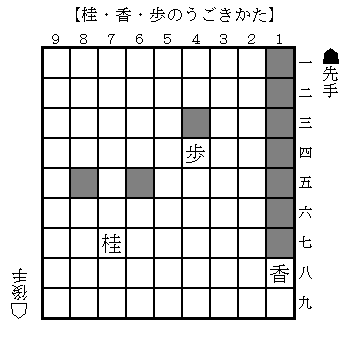 【桂・香・歩のうごきかた】
9 8 7 6 5 4 3 2 1
一
二
三
四
五
六
七
八
九
歩
桂
香
☗先手
☖後手